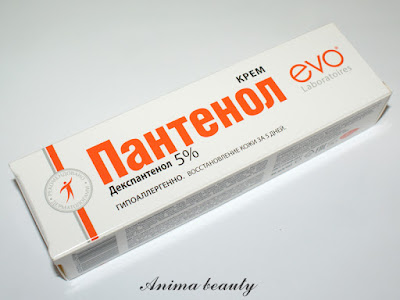 КРЕМ
evo®
Laboratoires
Пантенол
Декспантенол 5%
ГИПОАЛЛЕРГЕННО. ВОССТАНОВЛЕНИЕ КОЖИ ЗА 5 ДНЕЙ
Anima beauty